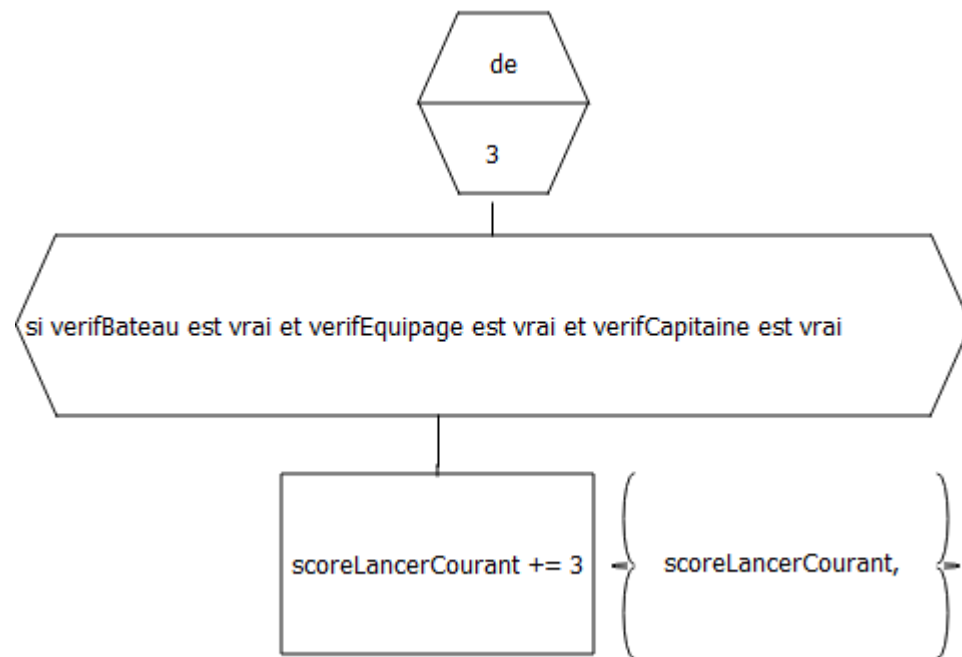 de
3
si verifBateau est vrai et verifEquipage est vrai et verifCapitaine est vrai
scoreLancerCourant += 3
scoreLancerCourant,